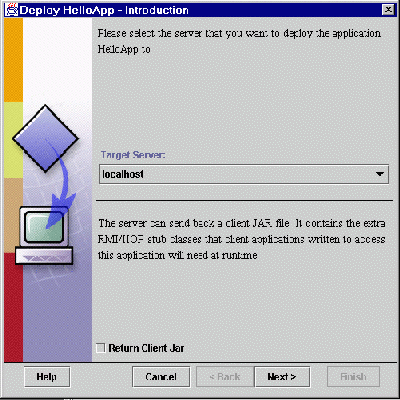 Deploy HelloApp - Introduction
Please select the server that you want to deploy the application
HelloApp to
Target Server:
localhost
The server can send back a client JAR file. It contains the extra
RMI/IIOP stub classes that client applications written to access
this application will need at runtime
Return Client Jar
Help Cancel < Back Next > Finish